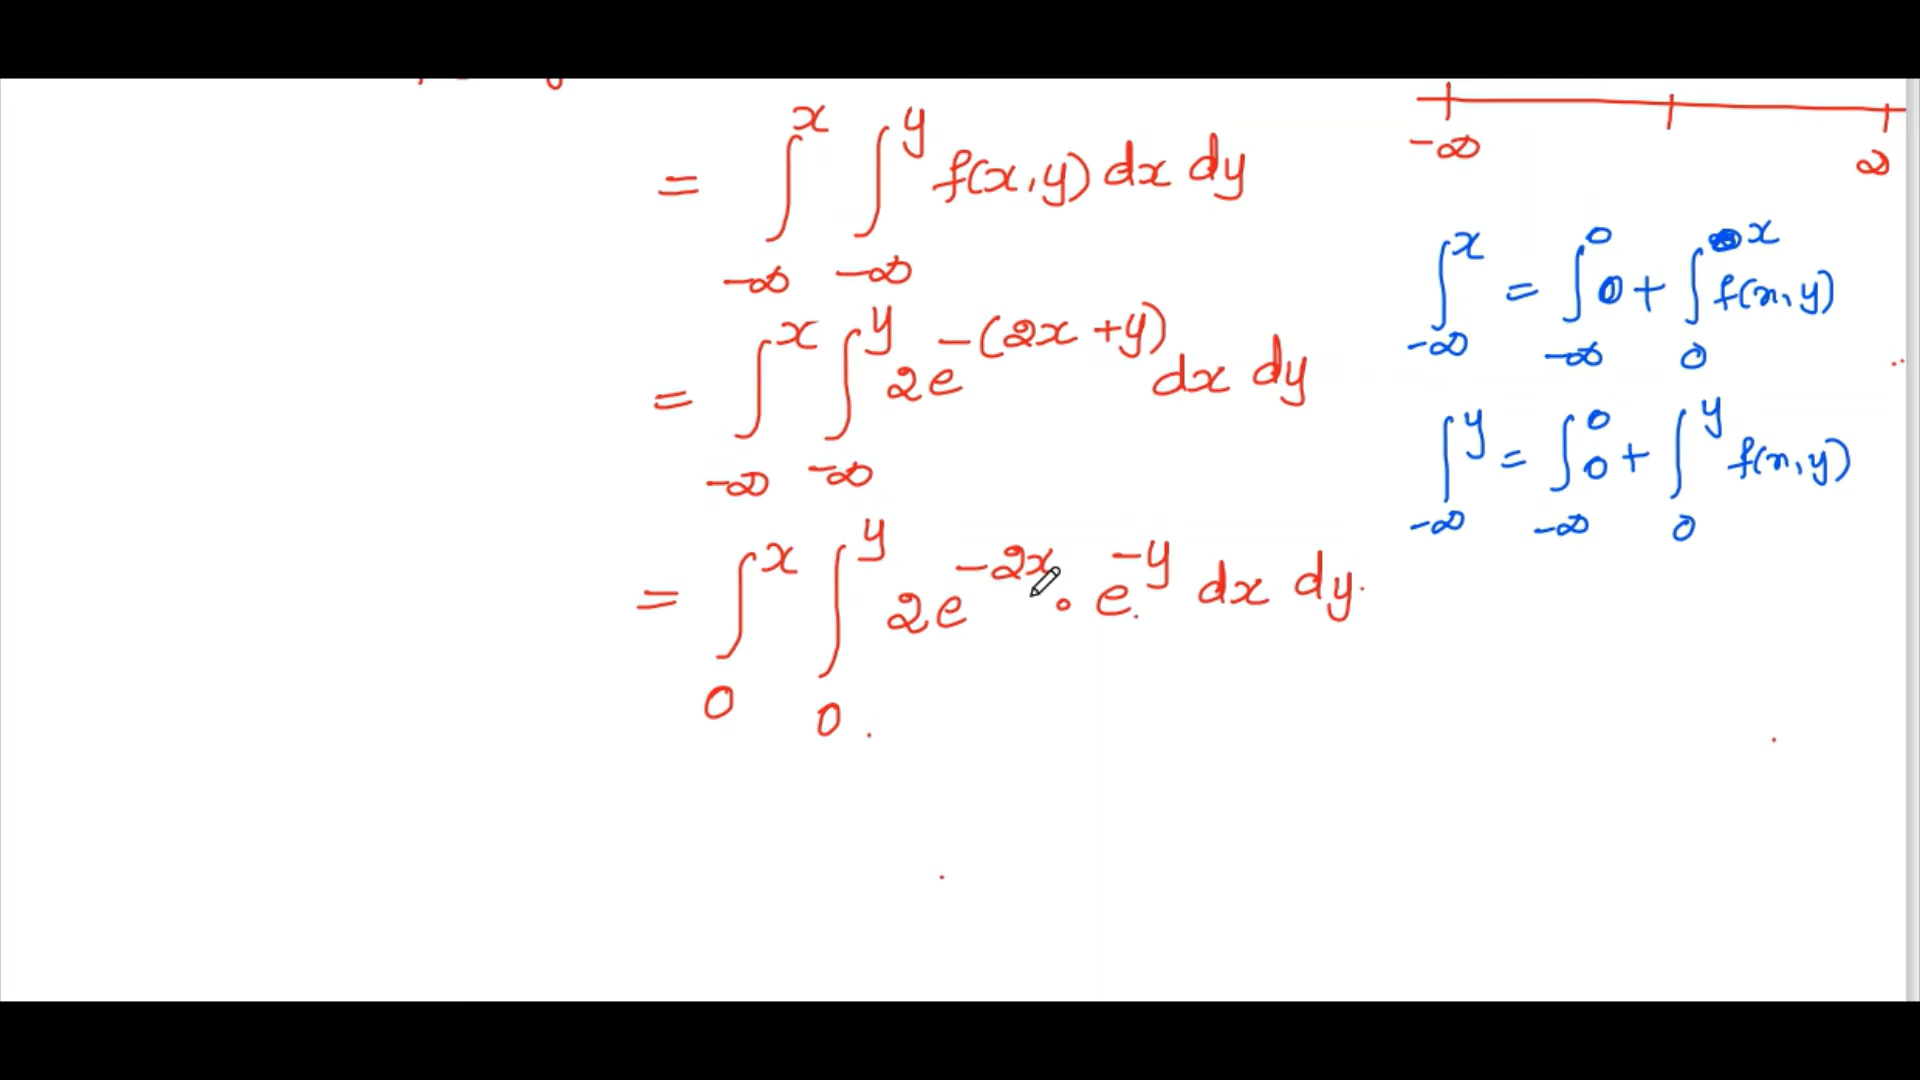 = ∫_{-∞}^{x} ∫_{-∞}^{y} f(x,y) dx dy
-∞ ∞
= ∫_{-∞}^{x} ∫_{-∞}^{y} 2e^{-(2x+y)} dx dy
= ∫_{0}^{x} ∫_{0}^{y} 2e^{-2x} · e^{-y} dx dy.
∫_{-∞}^{x} = ∫_{-∞}^{0} 0 + ∫_{0}^{x} f(x,y)
∫_{-∞}^{y} = ∫_{-∞}^{0} 0 + ∫_{0}^{y} f(x,y)